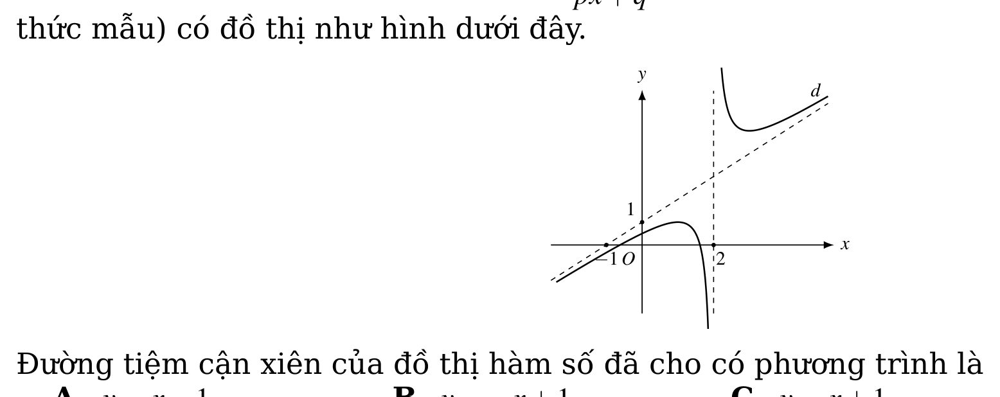 px + q
thức mẫu) có đồ thị như hình dưới đây.
y
d
1
−1 O 2 x
Đường tiệm cận xiên của đồ thị hàm số đã cho có phương trình là
A B C